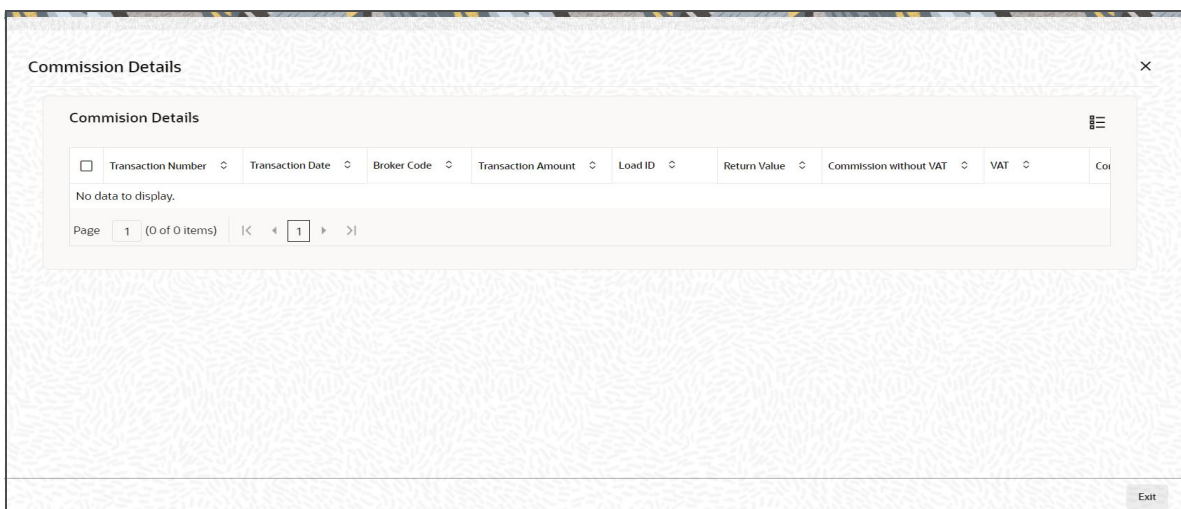 Commission Details
Commision Details
Transaction Number Transaction Date Broker Code Transaction Amount Load ID Return Value Commission without VAT VAT
No data to display.
Page 1 (0 of 0 items) 1
Exit